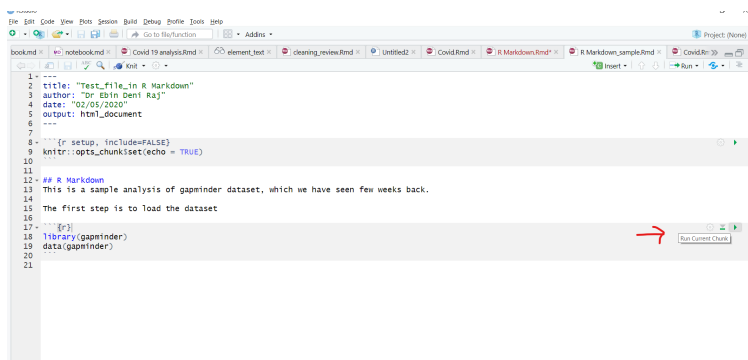 RStudio
File Edit Code View Plots Session Build Debug Profile Tools Help
Go to file/function Addins Project: (None)
book.md notebook.md Covid 19 analysis.Rmd element_text cleaning_review.Rmd Untitled2 Covid.Rmd R Markdown.Rmd* R Markdown_sample.Rmd Covid.Rm
ABC Knit Insert Run
1 ---
2 title: "Test_file_in R Markdown"
3 author: "Dr Ebin Deni Raj"
4 date: "02/05/2020"
5 output: html_document
6 ---
7
8 ```{r setup, include=FALSE}
9 knitr::opts_chunk$set(echo = TRUE)
10 ```
11
12 ## R Markdown
13 This is a sample analysis of gapminder dataset, which we have seen few weeks back.
14
15 The first step is to load the dataset
16
17 ```{r}
Run Current Chunk
18 library(gapminder)
19 data(gapminder)
20 ```
21